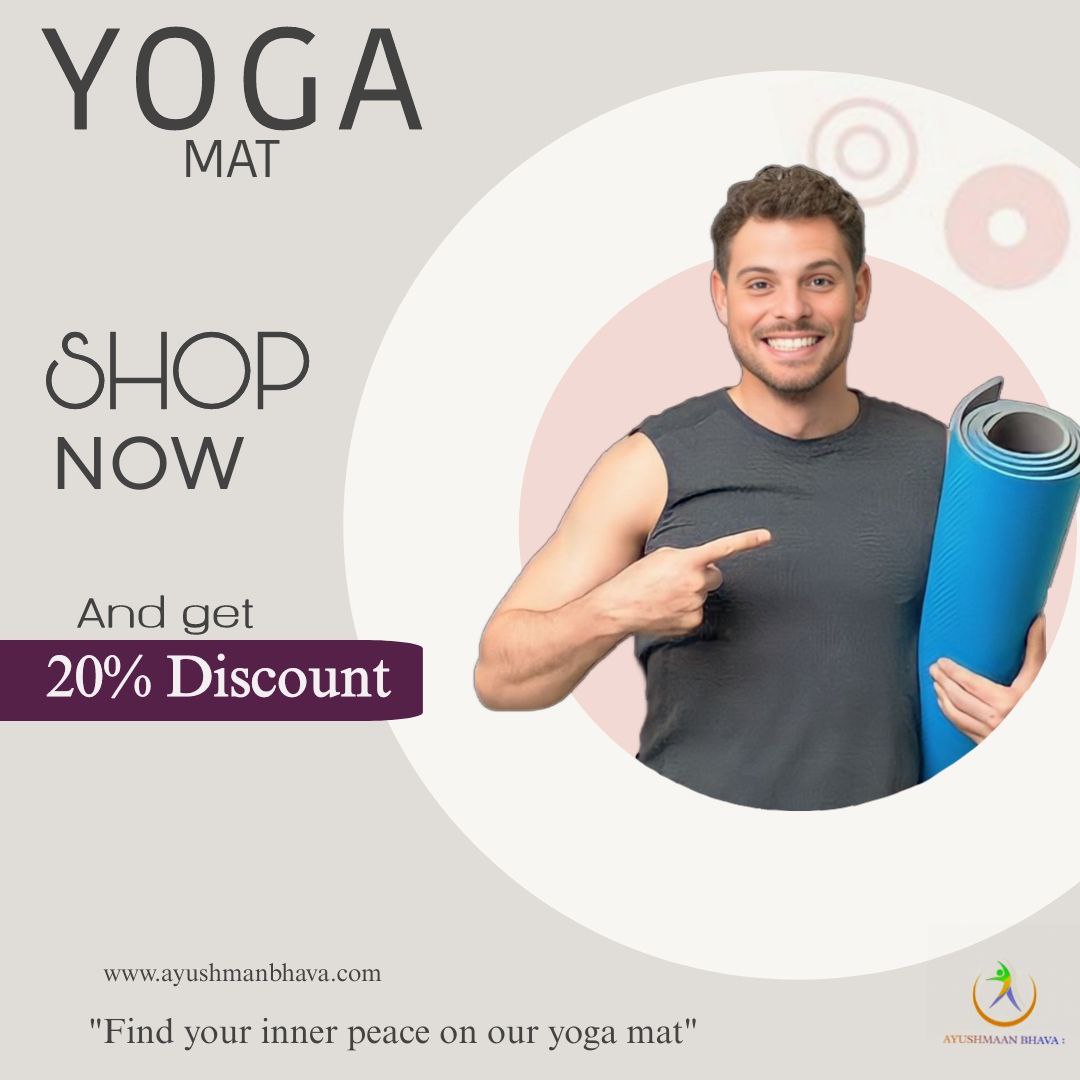 YOGA
MAT
SHOP
NOW
And get
20% Discount
www.ayushmanbhava.com
"Find your inner peace on our yoga mat"
AYUSHMAAN BHAVA :